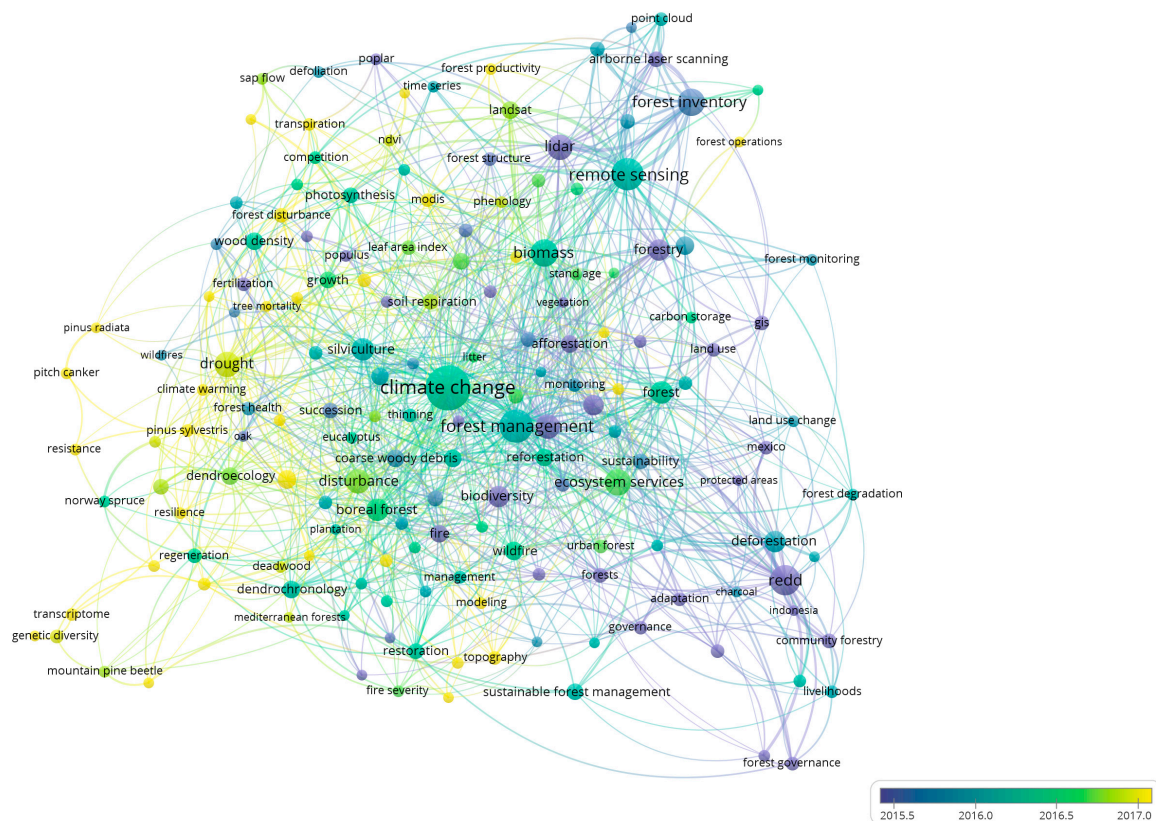 point cloud
poplar
airborne laser scanning
defoliation
forest productivity
sap flow
time series
forest inventory
landsat
transpiration
ndvi
lidar
forest operations
competition
forest structure
remote sensing
photosynthesis
modis
phenology
forest disturbance
wood density
leaf area index
biomass
forestry
populus
forest monitoring
growth
stand age
fertilization
tree mortality
soil respiration
vegetation
carbon storage
gis
pinus radiata
wildfires
silviculture
litter
afforestation
land use
drought
pitch canker
climate warming
climate change
monitoring
forest
forest health
succession
thinning
land use change
pinus sylvestris
oak
eucalyptus
forest management
resistance
mexico
coarse woody debris
reforestation
sustainability
dendroecology
disturbance
ecosystem services
protected areas
norway spruce
biodiversity
forest degradation
resilience
boreal forest
plantation
fire
deforestation
regeneration
wildfire
urban forest
deadwood
management
forests
redd
dendrochronology
adaptation
charcoal
modeling
indonesia
transcriptome
mediterranean forests
genetic diversity
governance
community forestry
restoration
topography
mountain pine beetle
fire severity
sustainable forest management
livelihoods
forest governance
2015.5
2016.0
2016.5
2017.0